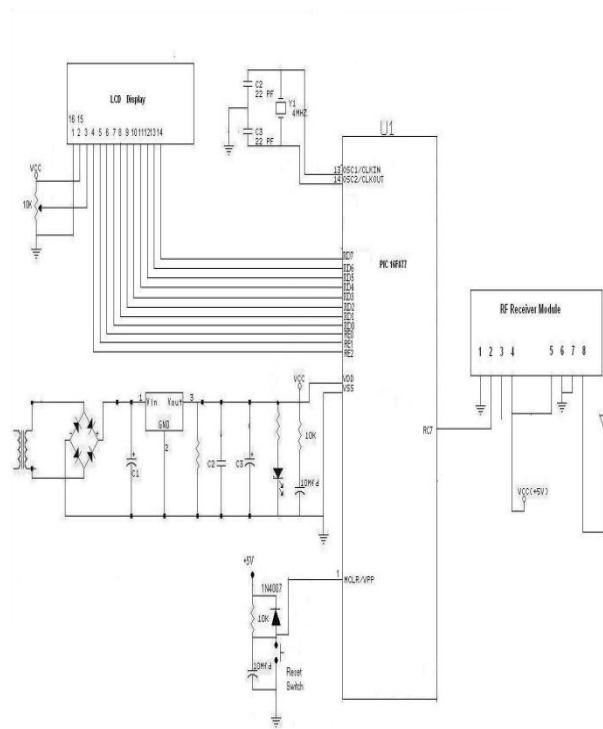 LCD Display
16 15
1 2 3 4 5 6 7 8 9 10 11 12 13 14
VCC
10K
C2
22 PF
Y1
4MHZ
C3
22 PF
U1
13 OSC1/CLKIN
14 OSC2/CLKOUT
PIC 16F877
RD7
RD6
RD5
RD4
RD3
RD2
RD1
RD0
RE0
RE1
RE2
VDD
VSS
RC7
1 MCLR/VPP
RF Receiver Module
1 2 3 4 5 6 7 8
VCC(+5V)
1 Vin Vout 3
GND
2
C1
C2
C3
VCC
10K
10MFd
+5V
1N4007
10K
10MFd
Reset
Switch